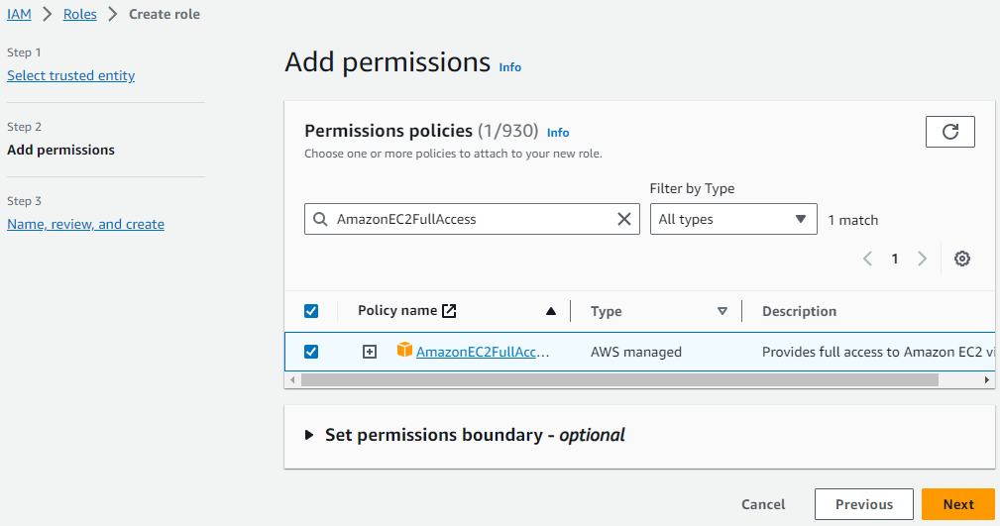 IAM > Roles > Create role
Step 1
Select trusted entity
Step 2
Add permissions
Step 3
Name, review, and create
Add permissions Info
Permissions policies (1/930) Info
Choose one or more policies to attach to your new role.
Filter by Type
AmazonEC2FullAccess
All types
1 match
1
Policy name Type Description
AmazonEC2FullAcc... AWS managed Provides full access to Amazon EC2 vi
Set permissions boundary - optional
Cancel Previous Next